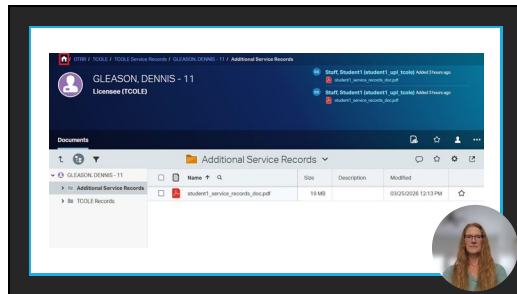 OTRR / TCOLE / TCOLE Service Records / GLEASON, DENNIS - 11 / Additional Service Records
GLEASON, DENNIS - 11
Licensee (TCOLE)
Staff, Student1 (student1_upl_tcole) Added 3 hours ago
student1_service_records_doc.pdf
Staff, Student1 (student1_upl_tcole) Added 3 hours ago
student1_service_records_doc.pdf
Documents
Additional Service Records
GLEASON, DENNIS - 11
Additional Service Records
TCOLE Records
Name Size Description Modified
student1_service_records_doc.pdf 19 MB 03/25/2026 12:13 PM